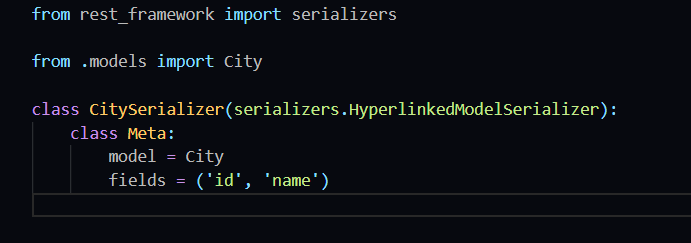 from rest_framework import serializers
from .models import City
class CitySerializer(serializers.HyperlinkedModelSerializer):
    class Meta:
        model = City
        fields = ('id', 'name')